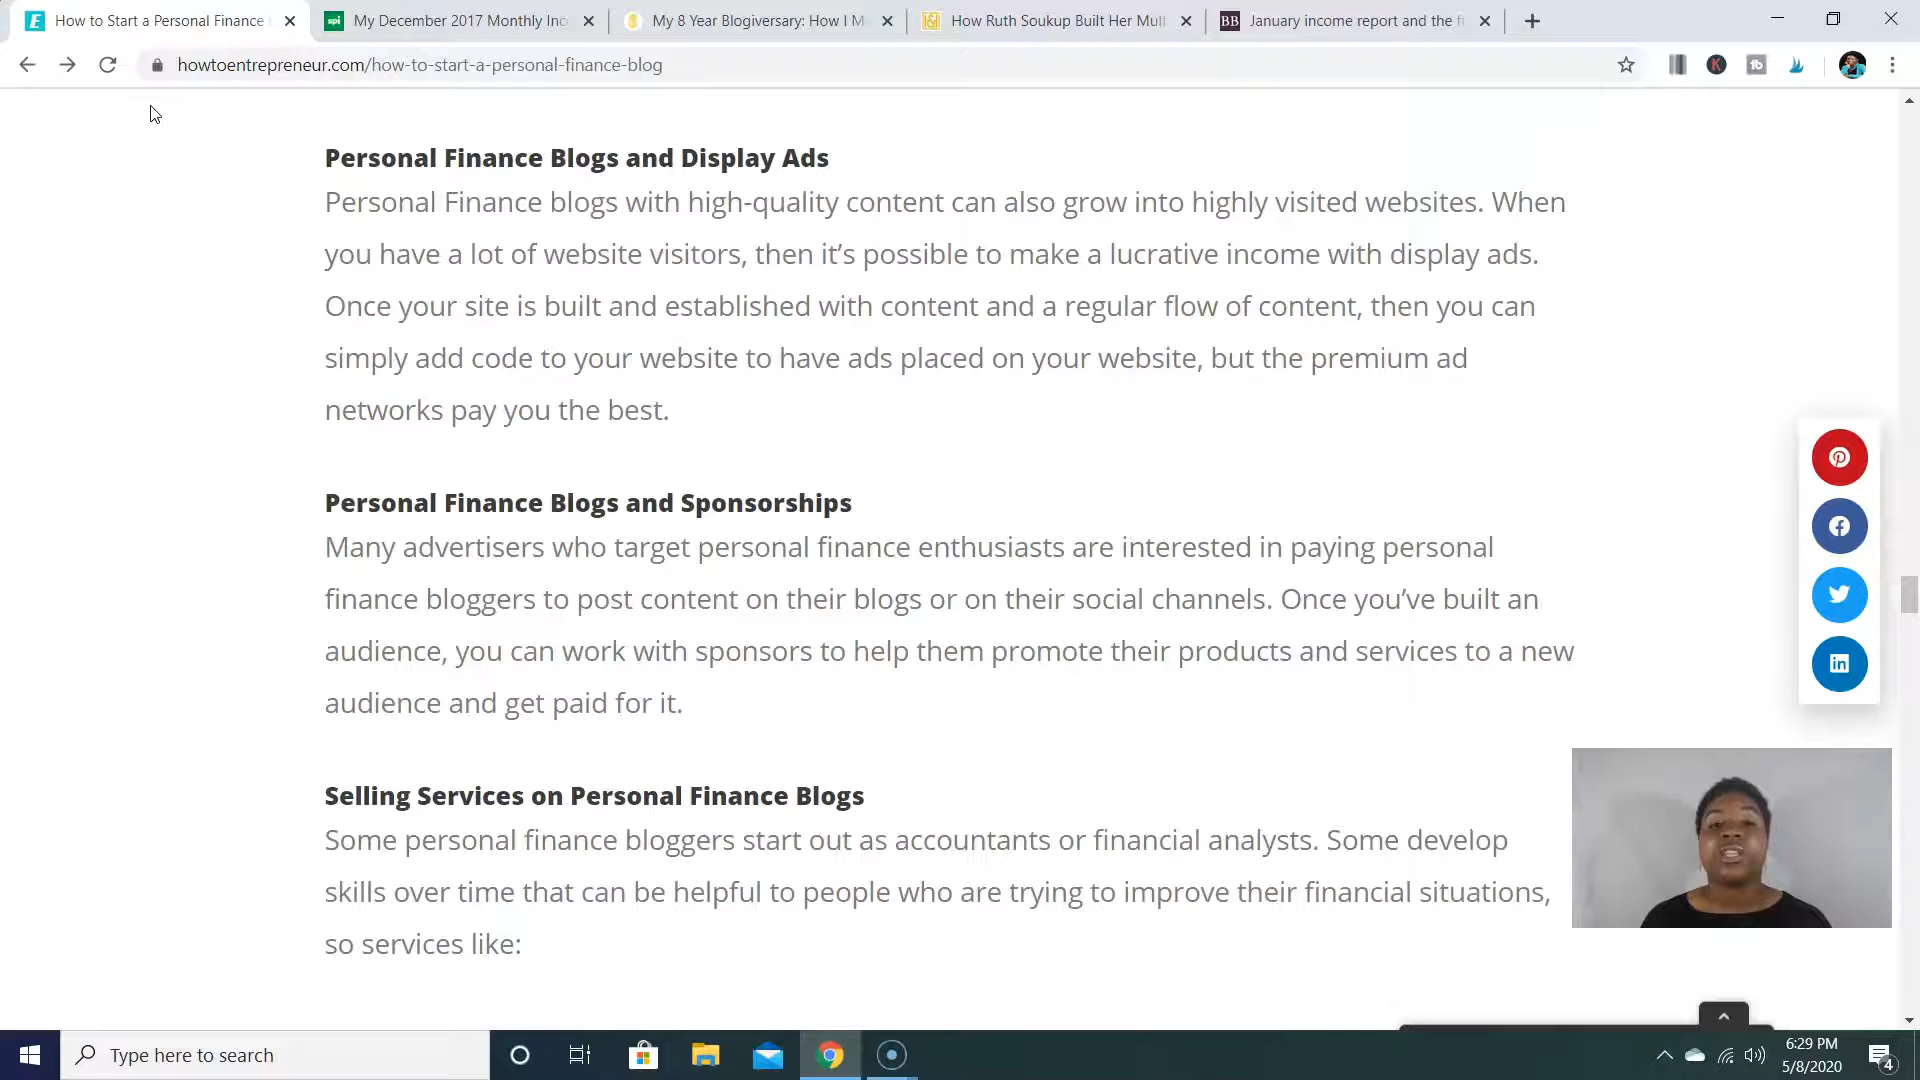 How to Start a Personal Finance
spi My December 2017 Monthly Inc
My 8 Year Blogiversary: How I M
How Ruth Soukup Built Her Mult
BB January income report and the f
howtoentrepreneur.com/how-to-start-a-personal-finance-blog
Personal Finance Blogs and Display Ads
Personal Finance blogs with high-quality content can also grow into highly visited websites. When
you have a lot of website visitors, then it’s possible to make a lucrative income with display ads.
Once your site is built and established with content and a regular flow of content, then you can
simply add code to your website to have ads placed on your website, but the premium ad
networks pay you the best.
Personal Finance Blogs and Sponsorships
Many advertisers who target personal finance enthusiasts are interested in paying personal
finance bloggers to post content on their blogs or on their social channels. Once you’ve built an
audience, you can work with sponsors to help them promote their products and services to a new
audience and get paid for it.
Selling Services on Personal Finance Blogs
Some personal finance bloggers start out as accountants or financial analysts. Some develop
skills over time that can be helpful to people who are trying to improve their financial situations,
so services like:
Type here to search
6:29 PM
5/8/2020
4